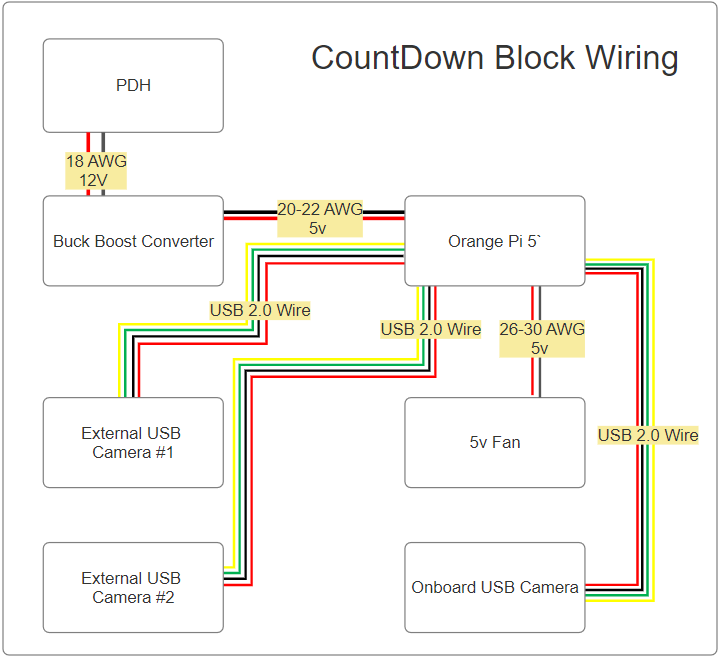 CountDown Block Wiring
PDH
18 AWG
12V
Buck Boost Converter
20-22 AWG
5v
Orange Pi 5`
USB 2.0 Wire
USB 2.0 Wire
26-30 AWG
5v
External USB
Camera #1
5v Fan
USB 2.0 Wire
External USB
Camera #2
Onboard USB Camera